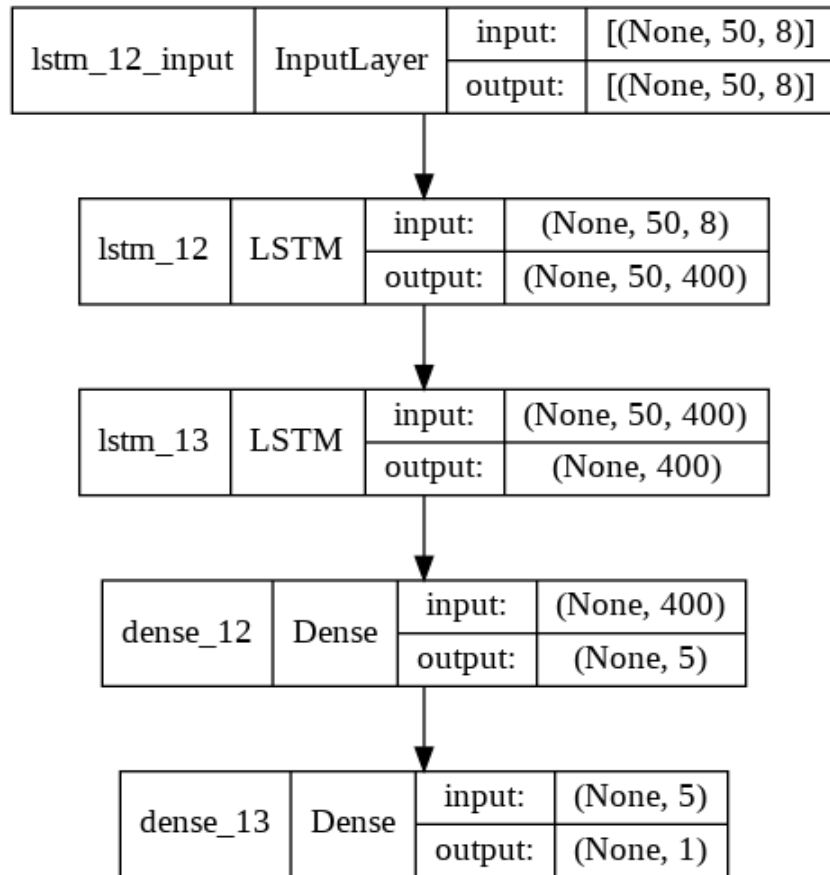 lstm_12_input InputLayer input: [(None, 50, 8)]
output: [(None, 50, 8)]
lstm_12 LSTM input: (None, 50, 8)
output: (None, 50, 400)
lstm_13 LSTM input: (None, 50, 400)
output: (None, 400)
dense_12 Dense input: (None, 400)
output: (None, 5)
dense_13 Dense input: (None, 5)
output: (None, 1)